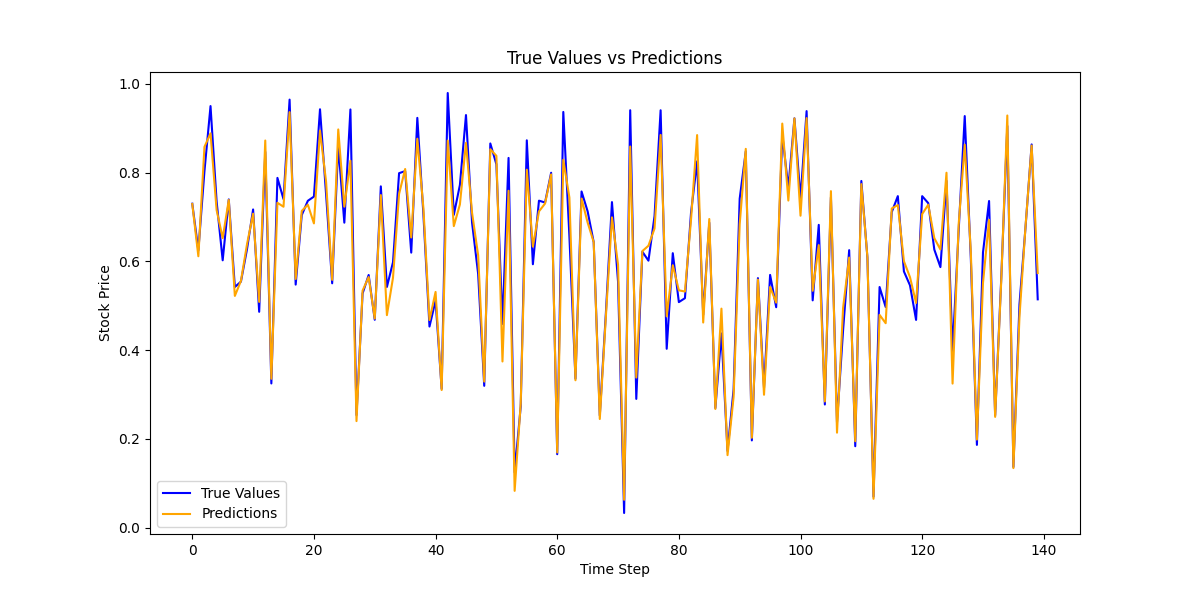 True Values vs Predictions
1.0
0.8
0.6
0.4
0.2
0.0
Stock Price
True Values
Predictions
0 20 40 60 80 100 120 140
Time Step